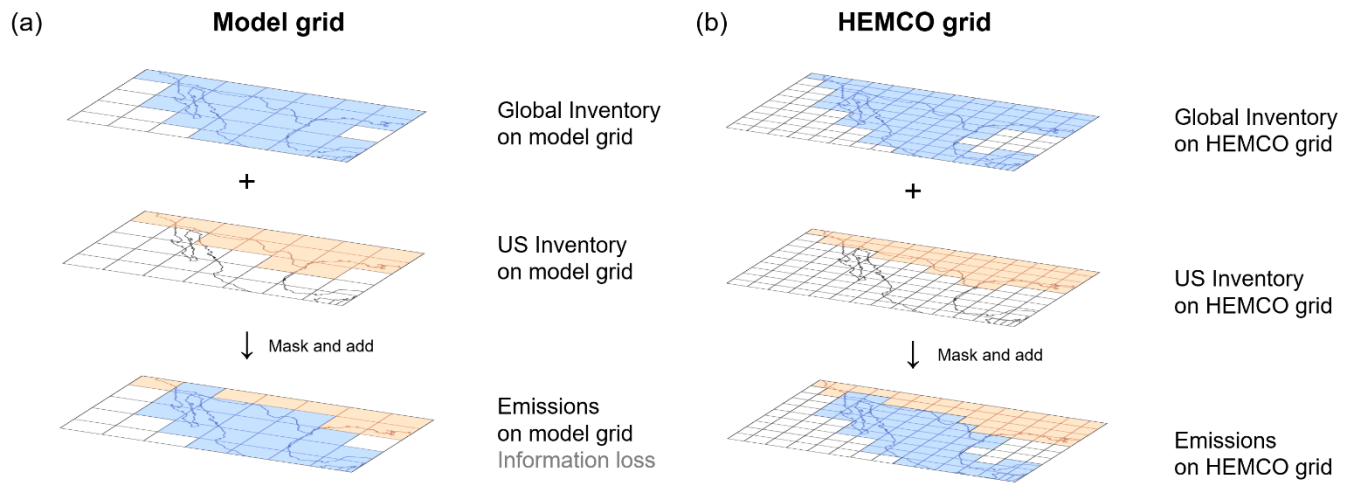 (a)
Model grid
Global Inventory
on model grid
+
US Inventory
on model grid
↓ Mask and add
Emissions
on model grid
Information loss
(b)
HEMCO grid
Global Inventory
on HEMCO grid
+
US Inventory
on HEMCO grid
↓ Mask and add
Emissions
on HEMCO grid